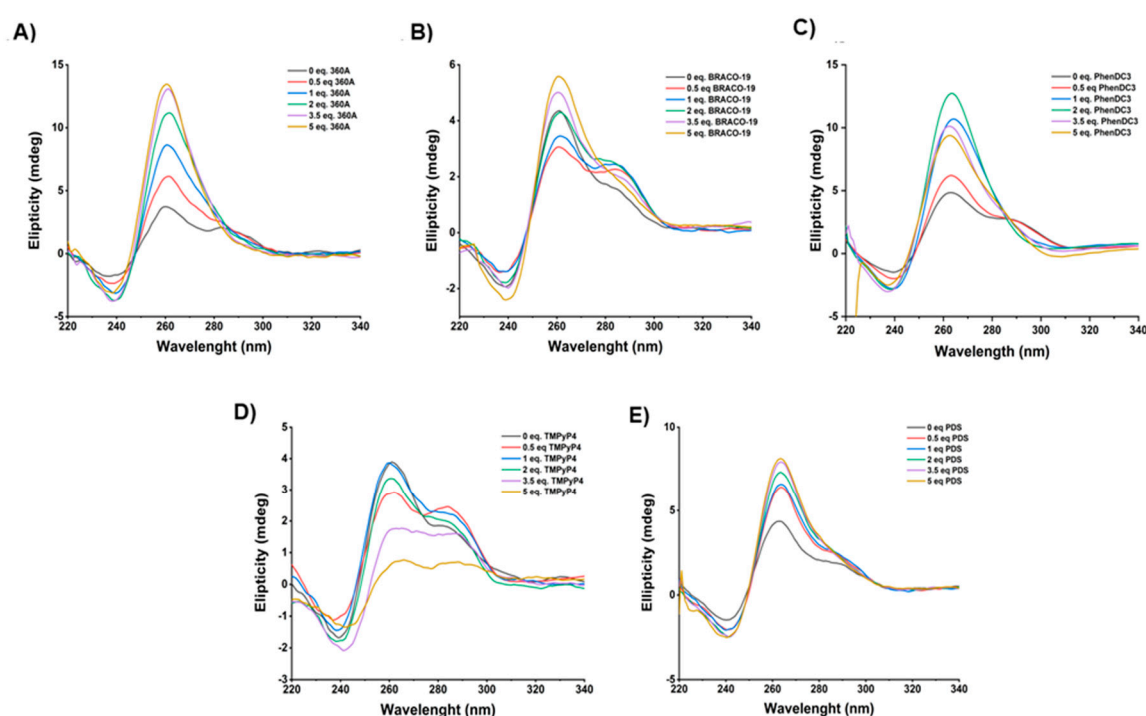 A)
15
10
5
0
-5
220 240 260 280 300 320 340
Ellipticity (mdeg)
Wavelenght (nm)
0 eq. 360A
0.5 eq 360A
1 eq. 360A
2 eq. 360A
3.5 eq. 360A
5 eq. 360A
B)
6
4
2
0
-2
220 240 260 280 300 320 340
Ellipticity (mdeg)
Wavelenght (nm)
0 eq. BRACO-19
0.5 eq BRACO-19
1 eq. BRACO-19
2 eq. BRACO-19
3.5 eq. BRACO-19
5 eq. BRACO-19
C)
15
10
5
0
-5
220 240 260 280 300 320 340
Ellipticity (mdeg)
Wavelength (nm)
0 eq. PhenDC3
0.5 eq. PhenDC3
1 eq. PhenDC3
2 eq. PhenDC3
3.5 eq. PhenDC3
5 eq. PhenDC3
D)
5
4
3
2
1
0
-1
-2
-3
220 240 260 280 300 320 340
Ellipticity (mdeg)
Wavelenght (nm)
0 eq. TMPyP4
0.5 eq TMPyP4
1 eq. TMPyP4
2 eq. TMPyP4
3.5 eq. TMPyP4
5 eq. TMPyP4
E)
10
5
0
-5
220 240 260 280 300 320 340
Ellipticity (mdeg)
Wavelenght (nm)
0 eq PDS
0.5 eq PDS
1 eq PDS
2 eq PDS
3.5 eq PDS
5 eq PDS